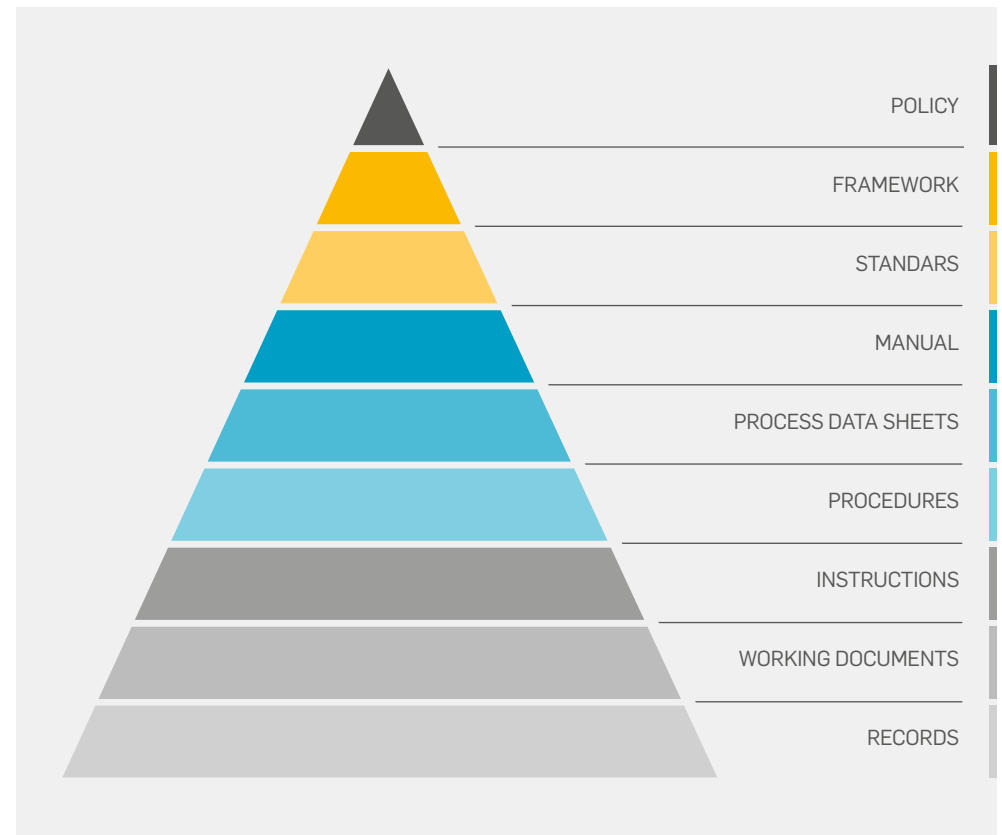 POLICY
FRAMEWORK
STANDARS
MANUAL
PROCESS DATA SHEETS
PROCEDURES
INSTRUCTIONS
WORKING DOCUMENTS
RECORDS